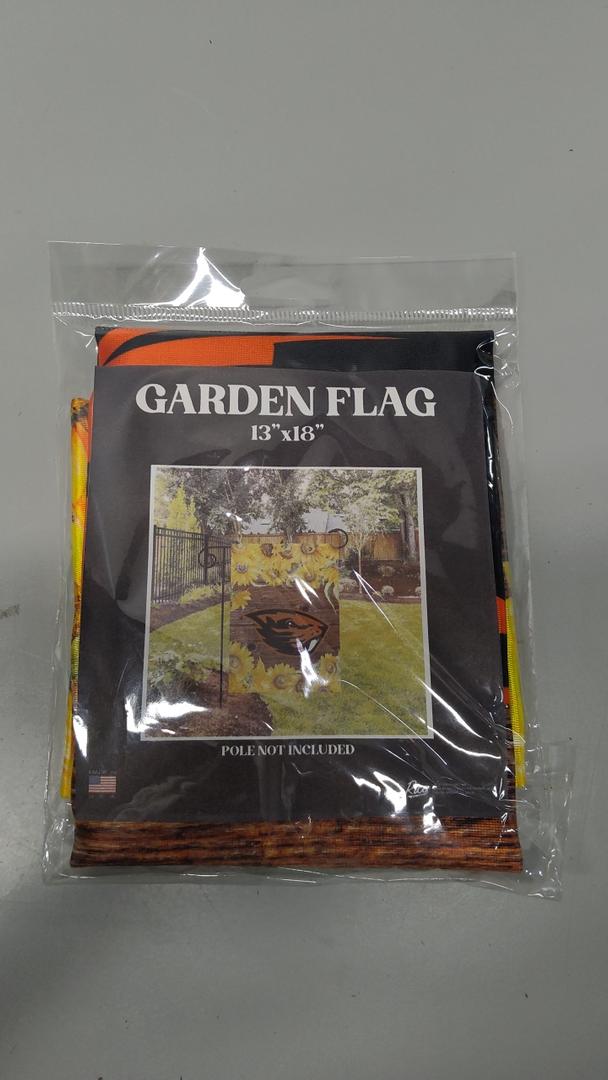 GARDEN FLAG
13"x18"
POLE NOT INCLUDED